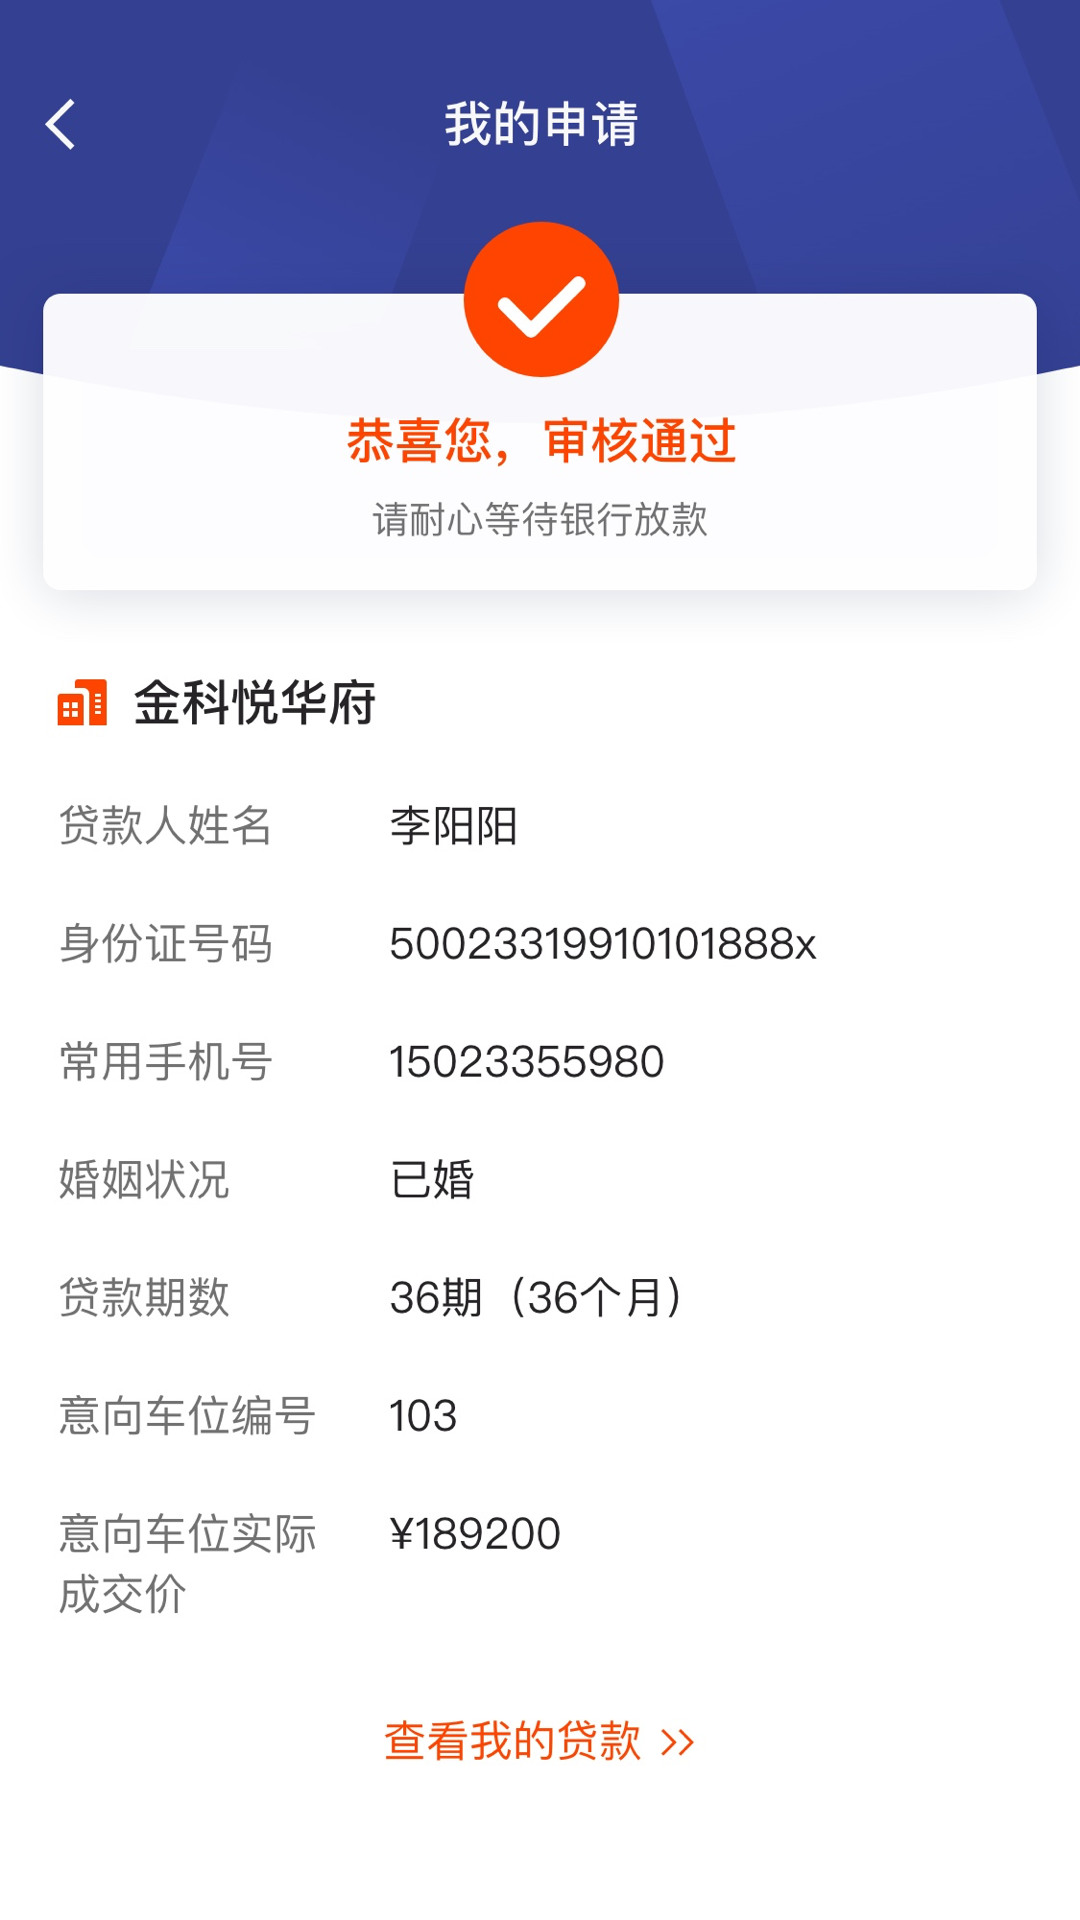 我的申请
恭喜您，审核通过
请耐心等待银行放款
金科悦华府
贷款人姓名 李阳阳
身份证号码 50023319910101888x
常用手机号 15023355980
婚姻状况 已婚
贷款期数 36期（36个月）
意向车位编号 103
意向车位实际 ¥189200
成交价
查看我的贷款 >>